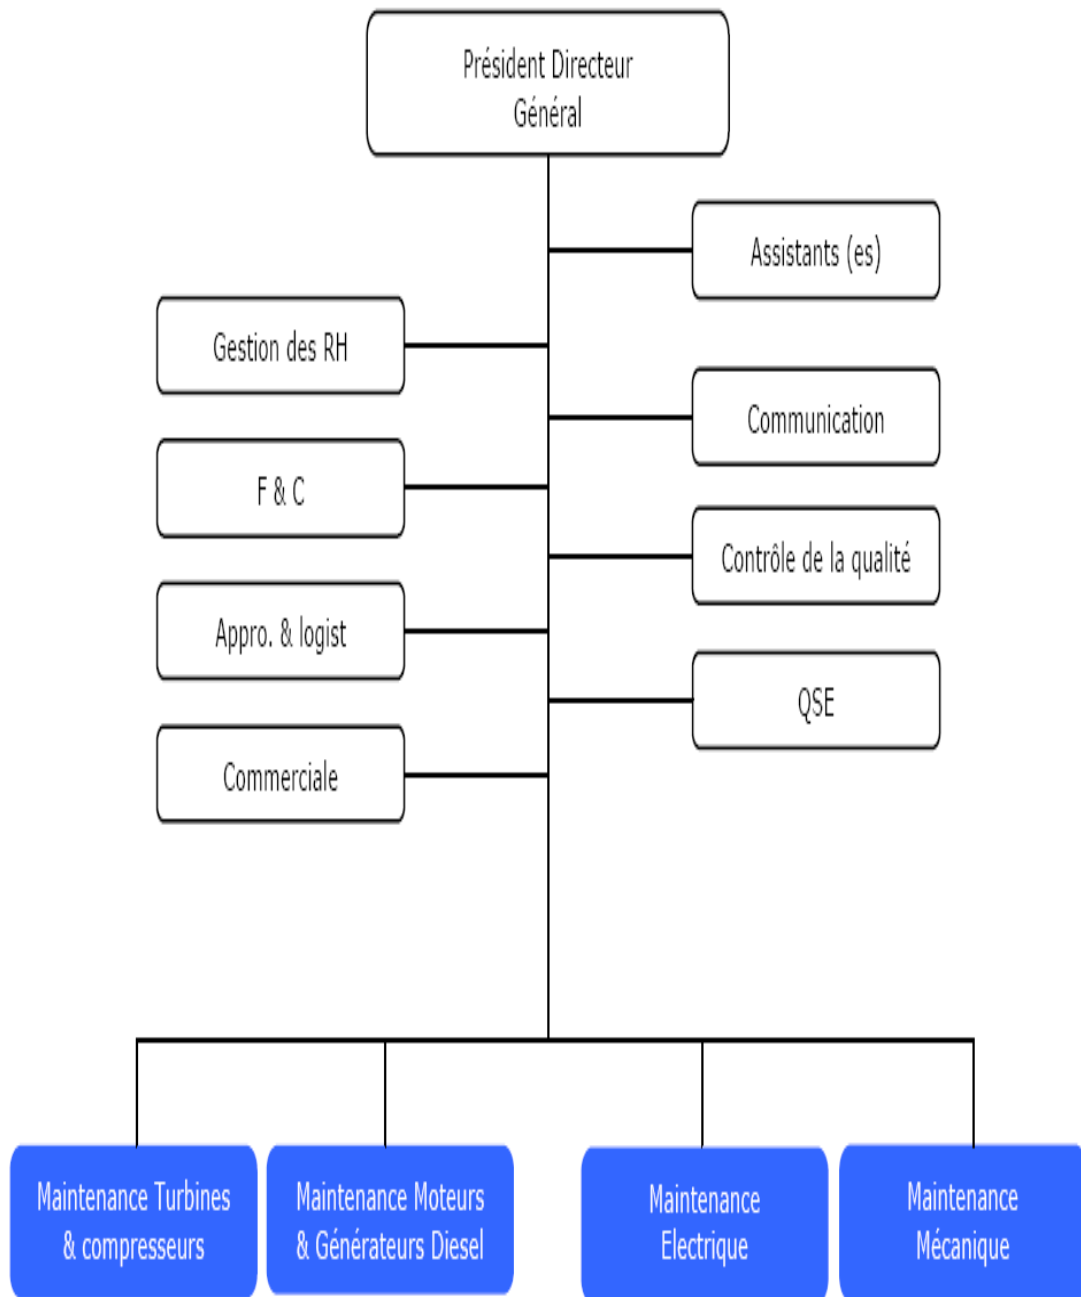 Président Directeur
Général
Assistants (es)
Gestion des RH
Communication
F & C
Contrôle de la qualité
Appro. & logist
QSE
Commerciale
Maintenance Turbines
& compresseurs
Maintenance Moteurs
& Générateurs Diesel
Maintenance
Electrique
Maintenance
Mécanique